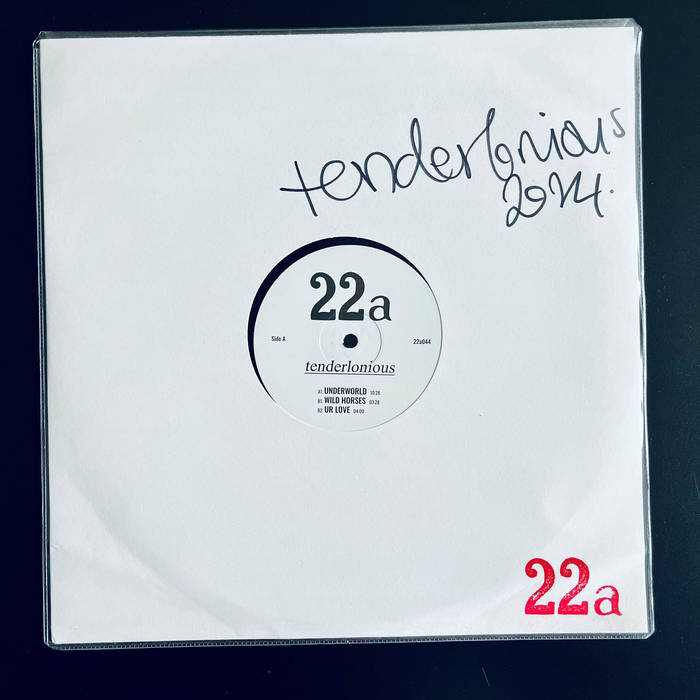 tenderlonious
2024.
22a
Side A
22a044
tenderlonious
A1. UNDERWORLD 10:28
B1. WILD HORSES 03:28
B2. UR LOVE 04:00
22a